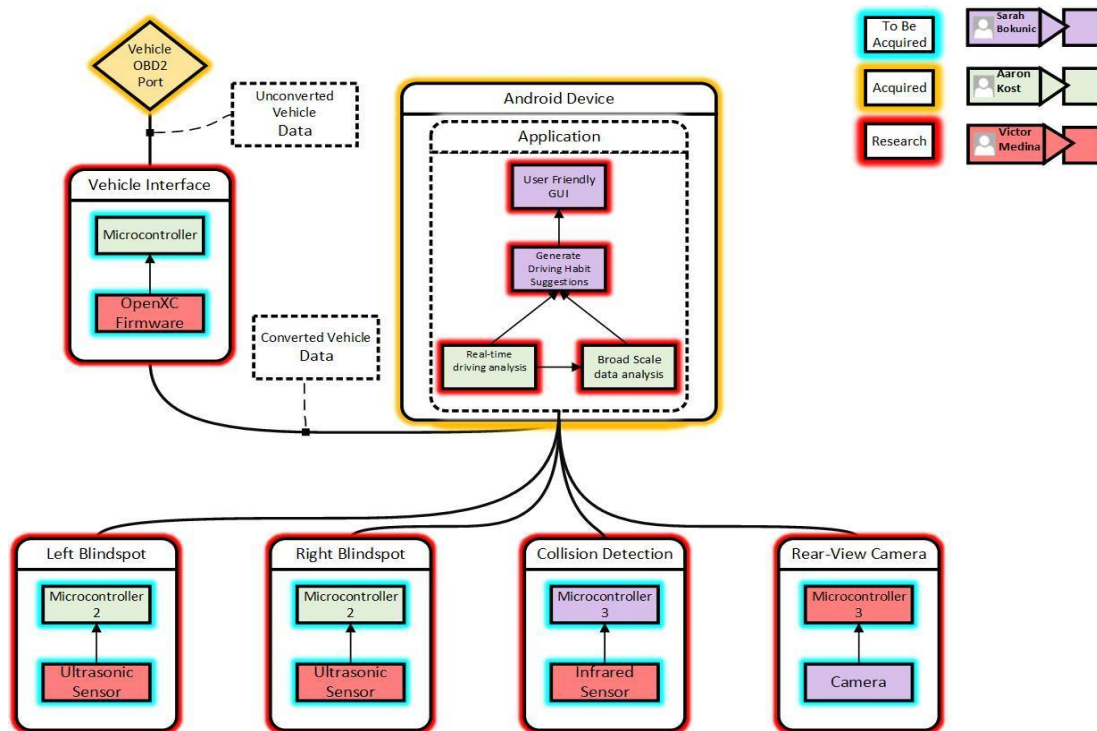 Vehicle
OBD2
Port
Unconverted
Vehicle
Data
Vehicle Interface
Microcontroller
OpenXC
Firmware
Converted Vehicle
Data
Android Device
Application
User Friendly
GUI
Generate
Driving Habit
Suggestions
Real-time
driving analysis
Broad Scale
data analysis
To Be
Acquired
Acquired
Research
Sarah
Bokunic
Aaron
Kost
Victor
Medina
Left Blindspot
Microcontroller
2
Ultrasonic
Sensor
Right Blindspot
Microcontroller
2
Ultrasonic
Sensor
Collision Detection
Microcontroller
3
Infrared
Sensor
Rear-View Camera
Microcontroller
3
Camera